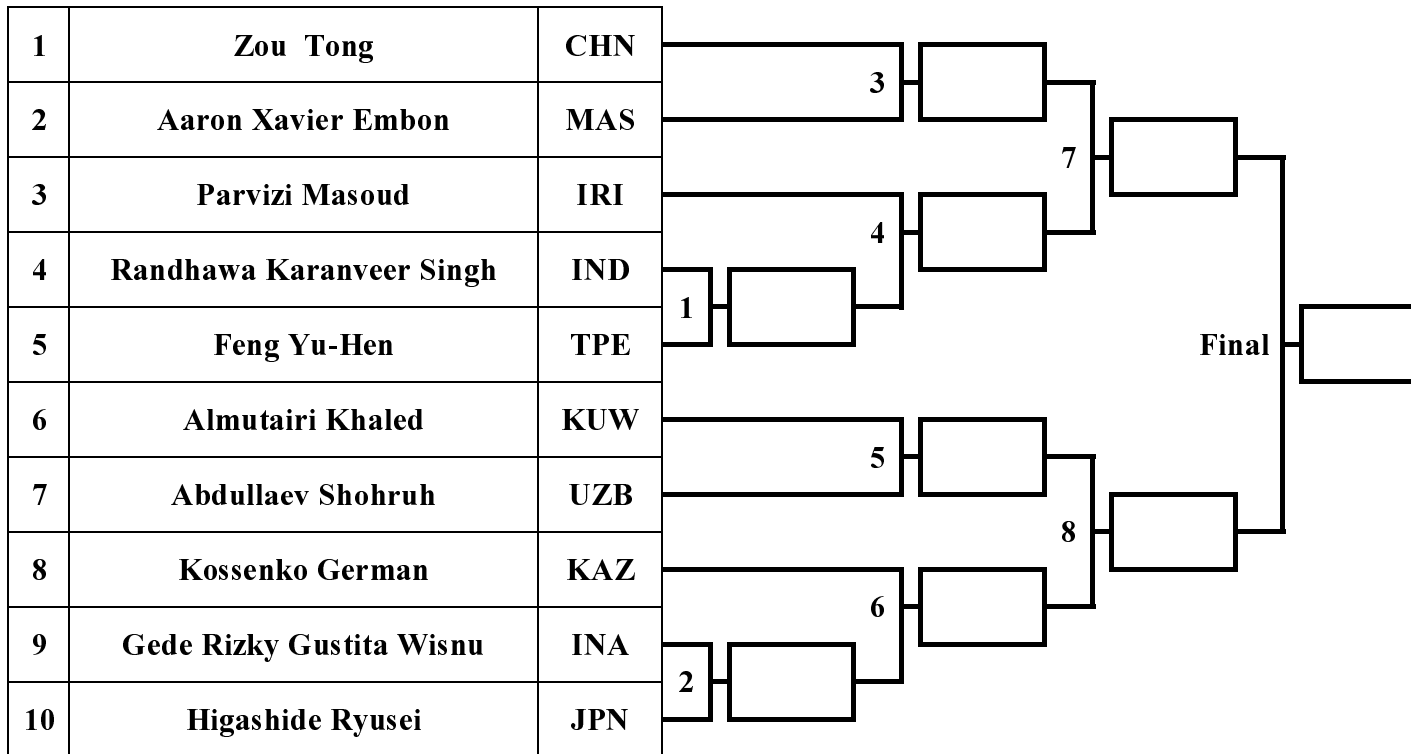 1 Zou Tong CHN
3
2 Aaron Xavier Embon MAS
7
3 Parvizi Masoud IRI
4
4 Randhawa Karanveer Singh IND
1
5 Feng Yu-Hen TPE
Final
6 Almutairi Khaled KUW
5
7 Abdullaev Shohruh UZB
8
8 Kossenko German KAZ
6
9 Gede Rizky Gustita Wisnu INA
2
10 Higashide Ryusei JPN